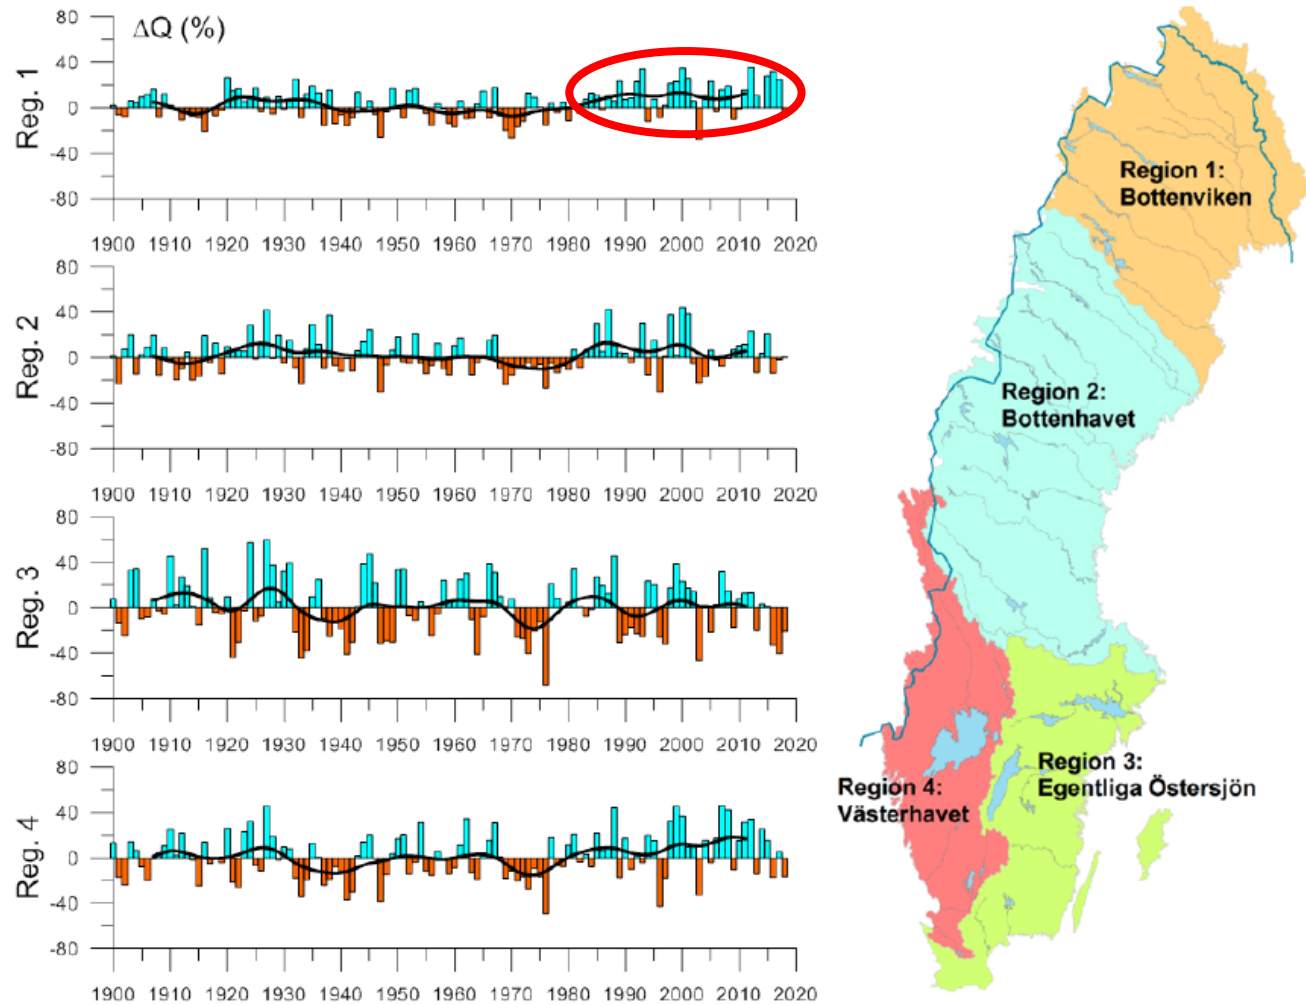 ΔQ (%)
Reg. 1
80
40
0
-40
-80
1900 1910 1920 1930 1940 1950 1960 1970 1980 1990 2000 2010 2020
Reg. 2
80
40
0
-40
-80
1900 1910 1920 1930 1940 1950 1960 1970 1980 1990 2000 2010 2020
Reg. 3
80
40
0
-40
-80
1900 1910 1920 1930 1940 1950 1960 1970 1980 1990 2000 2010 2020
Reg. 4
80
40
0
-40
-80
1900 1910 1920 1930 1940 1950 1960 1970 1980 1990 2000 2010 2020
Region 1:
Bottenviken
Region 2:
Bottenhavet
Region 3:
Egentliga Östersjön
Region 4:
Västerhavet